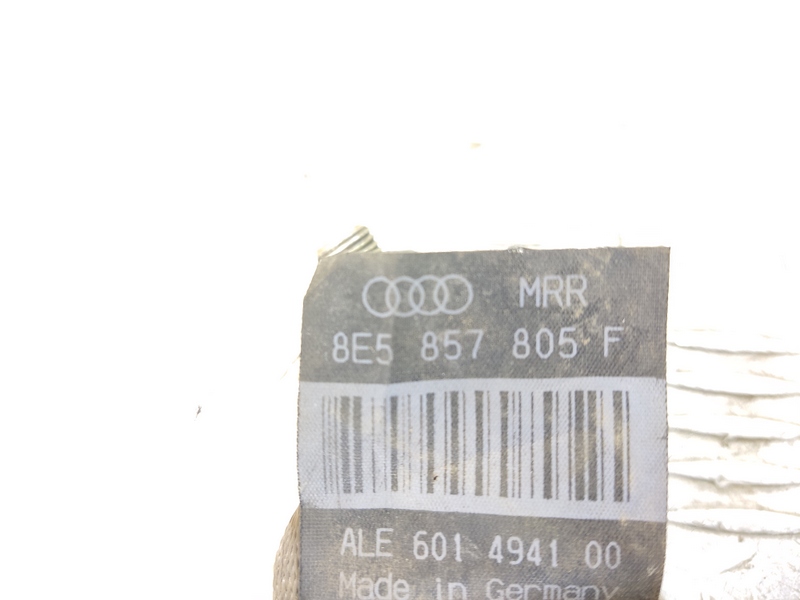 MRR
8E5 857 805 F
ALE 601 4941 00
Made in Germany